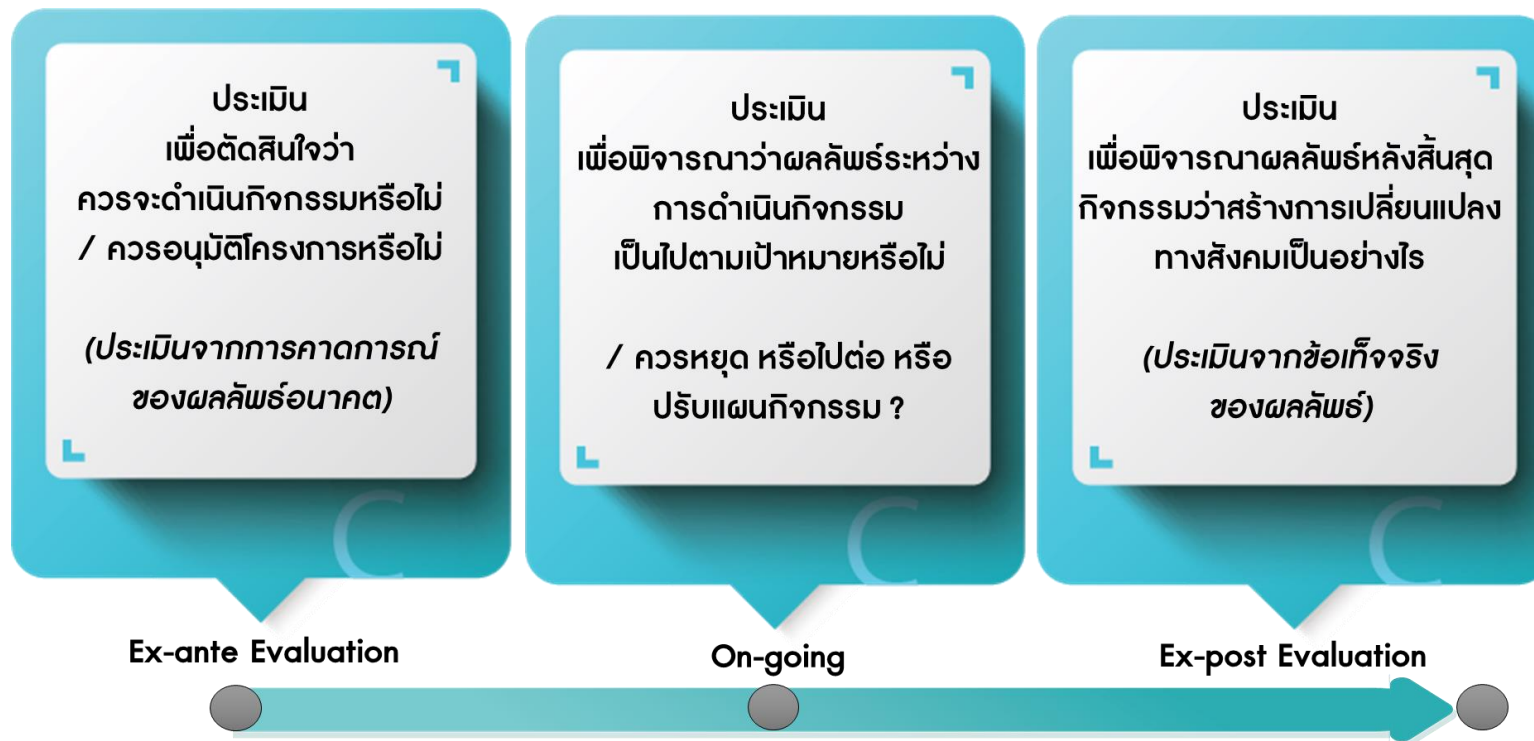 ประเมิน
เพื่อตัดสินใจว่า
ควรจะดำเนินกิจกรรมหรือไม่
/ ควรอนุมัติโครงการหรือไม่
(ประเมินจากการคาดการณ์
ของผลลัพธ์อนาคต)
C
Ex-ante Evaluation
ประเมิน
เพื่อพิจารณาว่าผลลัพธ์ระหว่าง
การดำเนินกิจกรรม
เป็นไปตามเป้าหมายหรือไม่
/ ควรหยุด หรือไปต่อ หรือ
ปรับแผนกิจกรรม ?
C
On-going
ประเมิน
เพื่อพิจารณาผลลัพธ์หลังสิ้นสุด
กิจกรรมว่าสร้างการเปลี่ยนแปลง
ทางสังคมเป็นอย่างไร
(ประเมินจากข้อเท็จจริง
ของผลลัพธ์)
C
Ex-post Evaluation